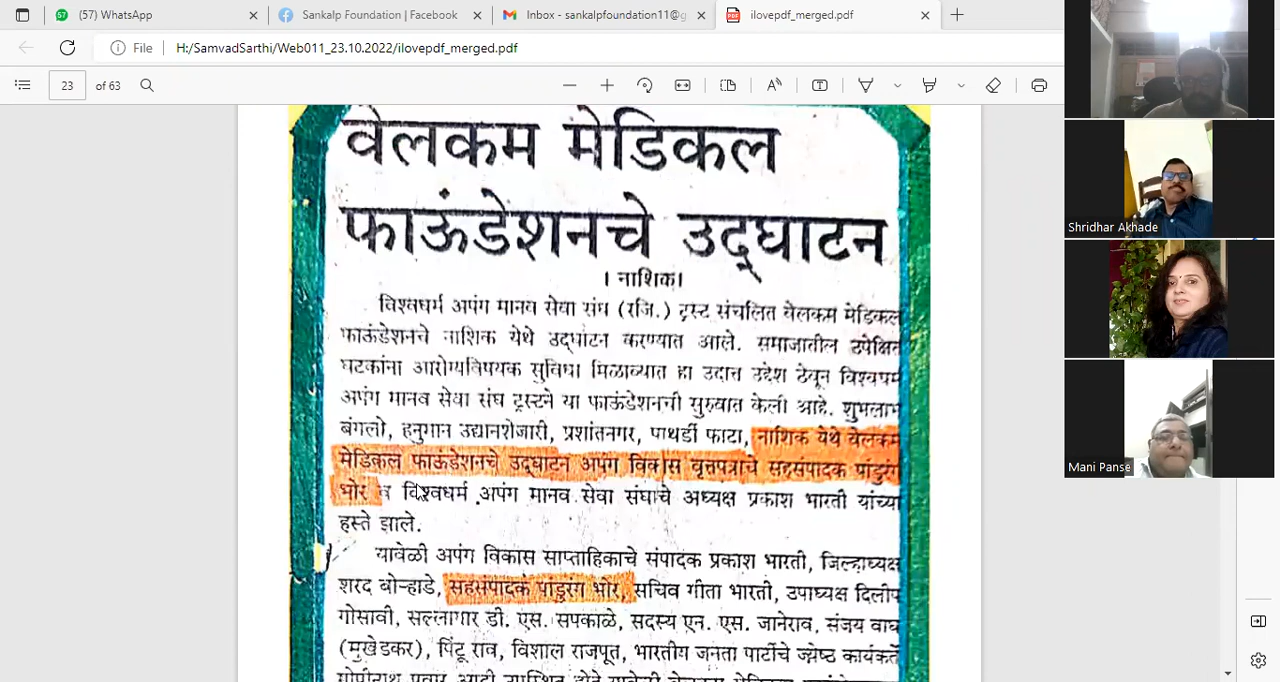 (57) WhatsApp
Sankalp Foundation | Facebook
Inbox - sankalpfoundation11@g
ilovepdf_merged.pdf
File H:/SamvadSarthi/Web011_23.10.2022/ilovepdf_merged.pdf
23 of 63
वेलकम मेडिकल
फाऊंडेशनचे उद्घाटन
। नाशिक।
विश्वधर्म अपंग मानव सेवा संघ (रजि.) ट्रस्ट संचलित वेलकम मेडिकल
फाऊंडेशनचे नाशिक येथे उद्घाटन करण्यात आले. समाजातील उपेक्षित
घटकांना आरोग्यविषयक सुविधा मिळाव्यात हा उदात्त उद्देश ठेवून विश्वधर्म
अपंग मानव सेवा संघ ट्रस्टने या फाऊंडेशनची सुरुवात केली आहे. शुभलाभ
बंगलो, हनुमान उद्यानशेजारी, प्रशांतनगर, पाथर्डी फाटा, नाशिक येथे वेलकम
मेडिकल फाऊंडेशनचे उद्घाटन अपंग विकास वृत्तपत्राचे सहसंपादक पांडुरंग
भोर व विश्वधर्म अपंग मानव सेवा संघाचे अध्यक्ष प्रकाश भारती यांच्या
हस्ते झाले.
यावेळी अपंग विकास साप्ताहिकाचे संपादक प्रकाश भारती, जिल्हाध्यक्ष
शरद बोऱ्हाडे, सहसंपादक पांडुरंग भोर, सचिव गीता भारती, उपाध्यक्ष दिलीप
गोसावी, सल्लागार डी. एस. सपकाळे, सदस्य एन. एस. जानेराव, संजय वाघ
(मुखेडकर), पिंटू राव, विशाल राजपूत, भारतीय जनता पार्टीचे ज्येष्ठ कार्यकर्ते
Shridhar Akhade
Mani Panse